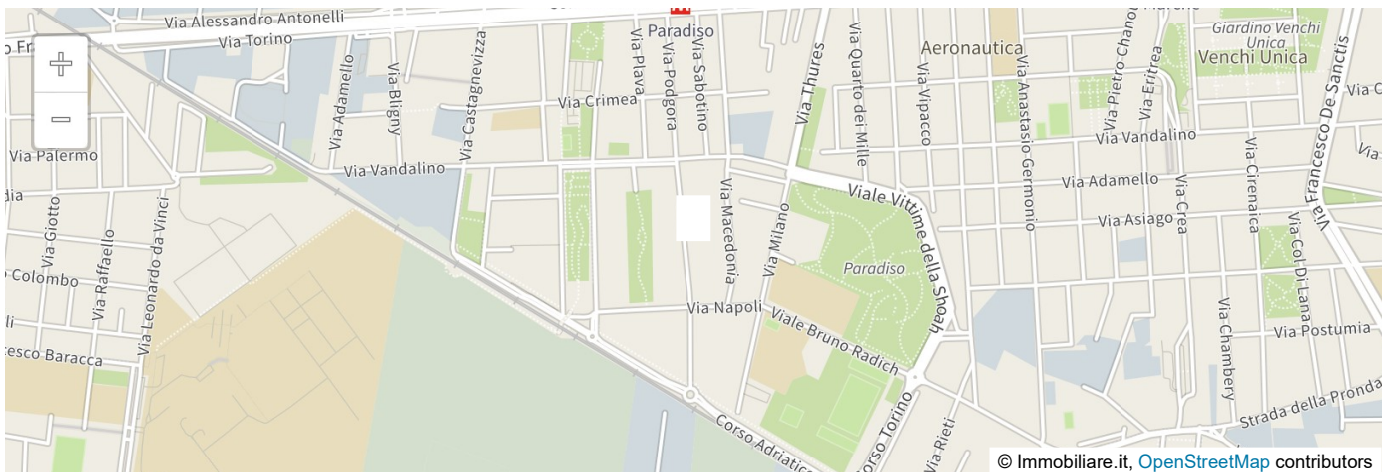 Via Alessandro Antonelli
Via Torino
Paradiso
Via Adamello
Via Bligny
Via Castagnevizza
Via Plava
Via Podgora
Via Sabotino
Via Crimea
Via Thures
Via Quarto dei Mille
Aeronautica
Via Vipacco
Via Anastasio Germonio
Via Eritrea
Giardino Venchi
Unica
Venchi Unica
Via Francesco De Sanctis
Via Palermo
Via Vandalino
Via Vandalino
Via Adamello
Via Giotto
Via Raffaello
Via Leonardo da Vinci
Via Macedonia
Via Milano
Viale Vittime della Shoah
Via Asiago
Via Crea
Via Cirenaica
Via Col Di Lana
Colombo
Paradiso
Via Napoli
Viale Bruno Radich
Via Chambery
Via Postumia
Baracca
Corso Adriatico
Corso Torino
Via Rieti
Strada della Pronda
© Immobiliare.it, OpenStreetMap contributors